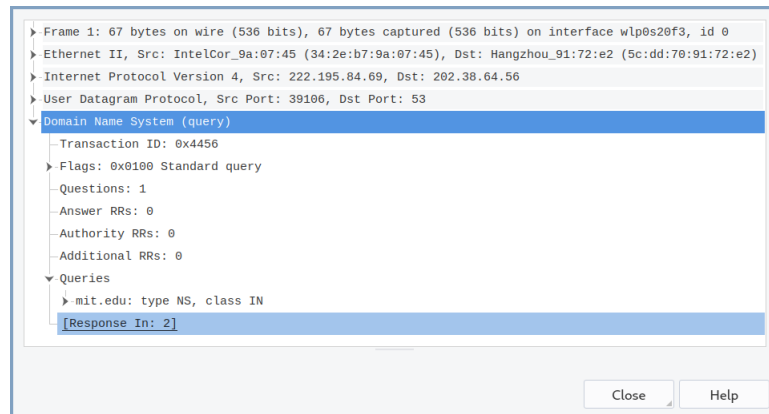 Frame 1: 67 bytes on wire (536 bits), 67 bytes captured (536 bits) on interface wlp0s20f3, id 0
Ethernet II, Src: IntelCor_9a:07:45 (34:2e:b7:9a:07:45), Dst: Hangzhou_91:72:e2 (5c:dd:70:91:72:e2)
Internet Protocol Version 4, Src: 222.195.84.69, Dst: 202.38.64.56
User Datagram Protocol, Src Port: 39106, Dst Port: 53
Domain Name System (query)
Transaction ID: 0x4456
Flags: 0x0100 Standard query
Questions: 1
Answer RRs: 0
Authority RRs: 0
Additional RRs: 0
Queries
mit.edu: type NS, class IN
[Response In: 2]
Close Help